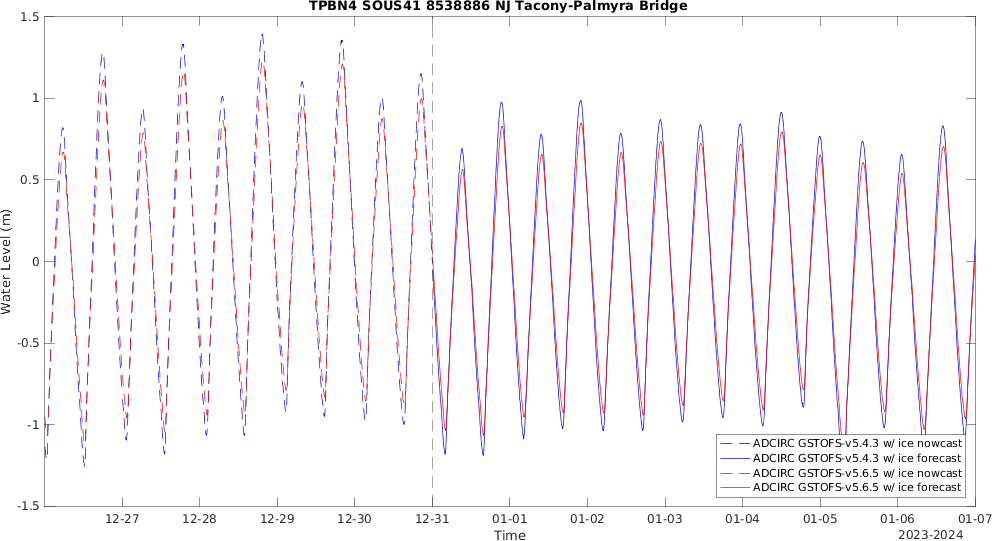 TPBN4 SOUS41 8538886 NJ Tacony-Palmyra Bridge
1.5
1
0.5
0
-0.5
-1
-1.5
Water Level (m)
ADCIRC GSTOFS-v5.4.3 w/ ice nowcast
ADCIRC GSTOFS-v5.4.3 w/ ice forecast
ADCIRC GSTOFS-v5.6.5 w/ ice nowcast
ADCIRC GSTOFS-v5.6.5 w/ ice forecast
12-27 12-28 12-29 12-30 12-31 01-01 01-02 01-03 01-04 01-05 01-06 01-07
Time
2023-2024